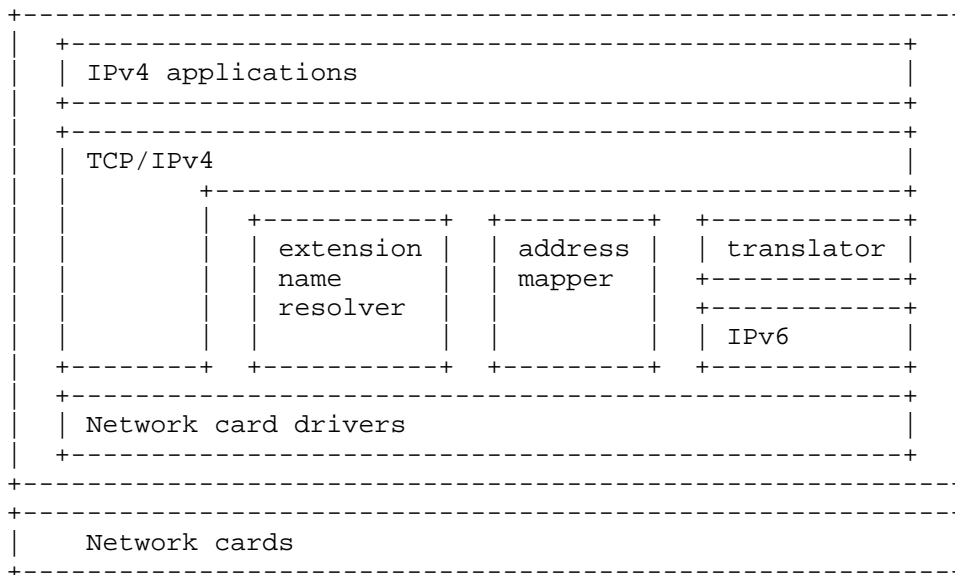 IPv4 applications
TCP/IPv4
extension address translator
name mapper
resolver
IPv6
Network card drivers
Network cards